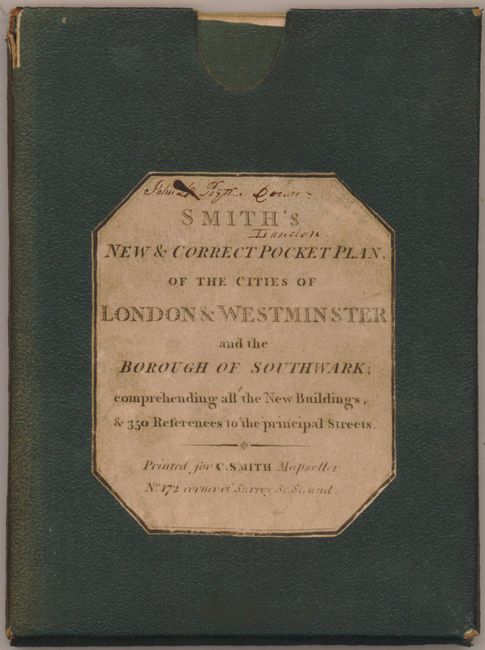 SMITH'S
London.
NEW & CORRECT POCKET PLAN,
OF THE CITIES OF
LONDON & WESTMINSTER
and the
BOROUGH OF SOUTHWARK;
comprehending all the New Buildings,
& 350 References to the principal Streets.
Printed for C. SMITH Mapseller
No. 172 corner of Surrey St. Strand.